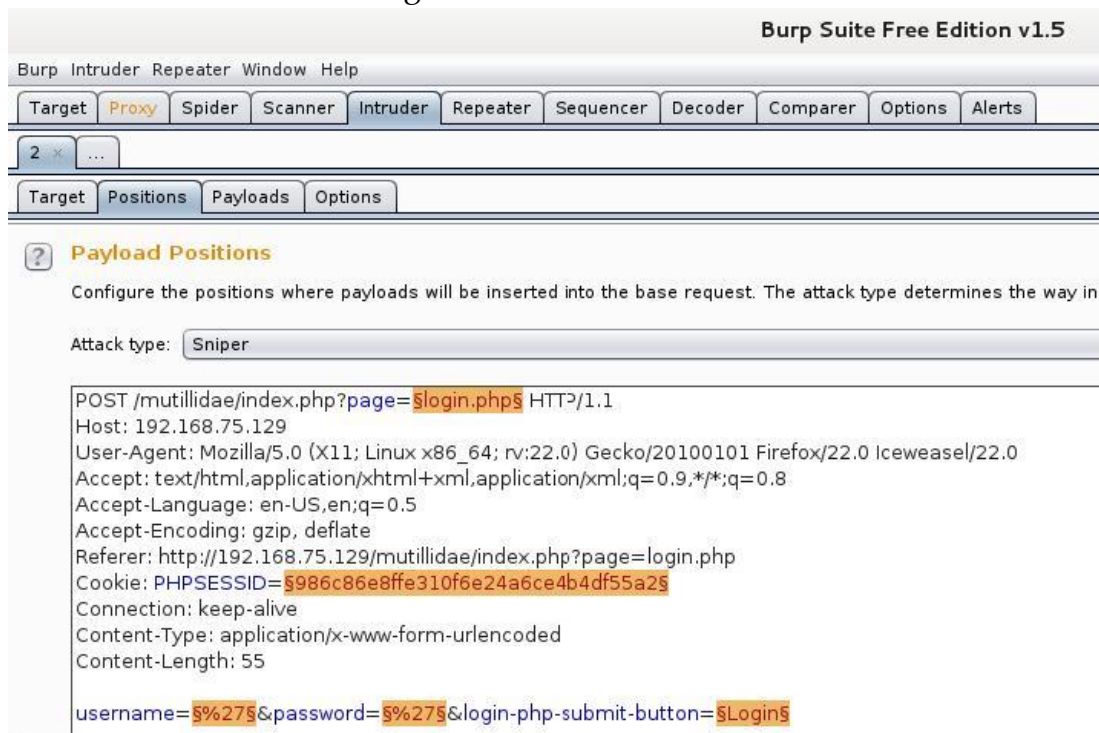 Burp Suite Free Edition v1.5
Burp Intruder Repeater Window Help
Target Proxy Spider Scanner Intruder Repeater Sequencer Decoder Comparer Options Alerts
2 × ...
Target Positions Payloads Options
? Payload Positions
Configure the positions where payloads will be inserted into the base request. The attack type determines the way in
Attack type: Sniper
POST /mutillidae/index.php?page=§login.php§ HTTP/1.1
Host: 192.168.75.129
User-Agent: Mozilla/5.0 (X11; Linux x86_64; rv:22.0) Gecko/20100101 Firefox/22.0 Iceweasel/22.0
Accept: text/html,application/xhtml+xml,application/xml;q=0.9,*/*;q=0.8
Accept-Language: en-US,en;q=0.5
Accept-Encoding: gzip, deflate
Referer: http://192.168.75.129/mutillidae/index.php?page=login.php
Cookie: PHPSESSID=§986c86e8ffe310f6e24a6ce4b4df55a2§
Connection: keep-alive
Content-Type: application/x-www-form-urlencoded
Content-Length: 55
username=§%27§&password=§%27§&login-php-submit-button=§Login§